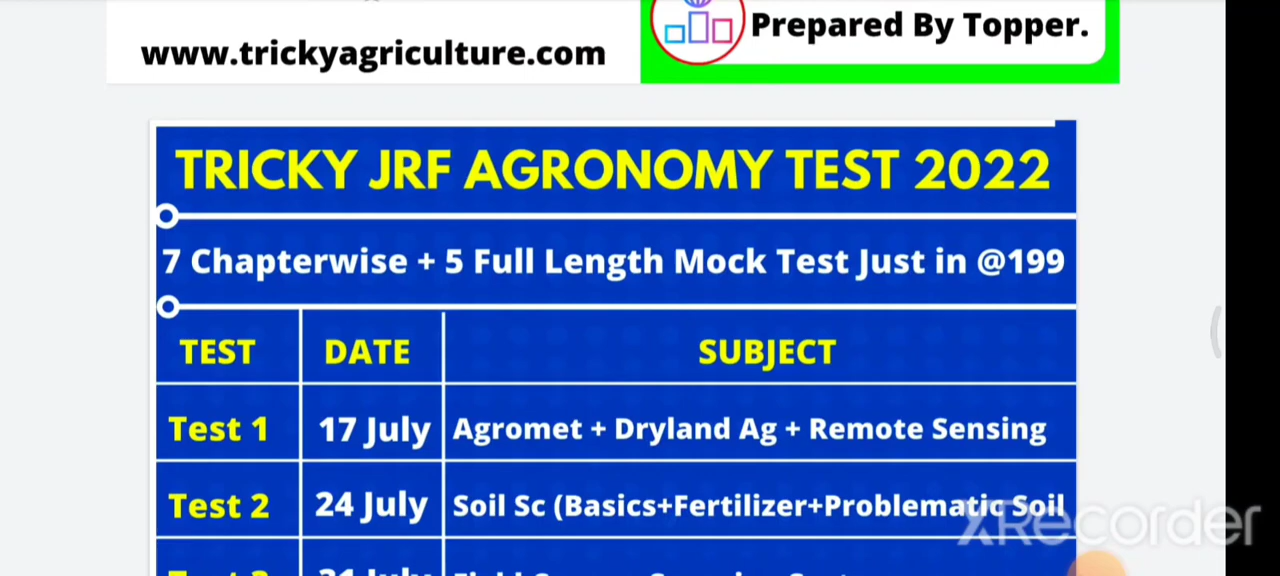 www.trickyagriculture.com
Prepared By Topper.
TRICKY JRF AGRONOMY TEST 2022
7 Chapterwise + 5 Full Length Mock Test Just in @199
TEST DATE SUBJECT
Test 1 17 July Agromet + Dryland Ag + Remote Sensing
Test 2 24 July Soil Sc (Basics+Fertilizer+Problematic Soil
XRecorder